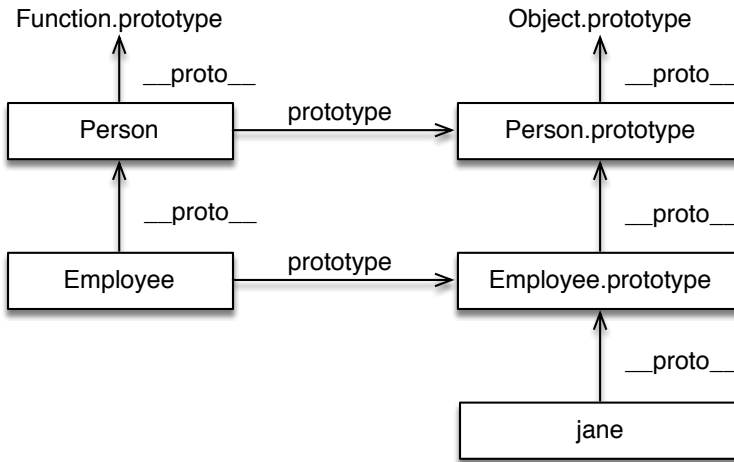 Function.prototype
Object.prototype
__proto__
__proto__
Person
prototype
Person.prototype
__proto__
__proto__
Employee
prototype
Employee.prototype
__proto__
jane